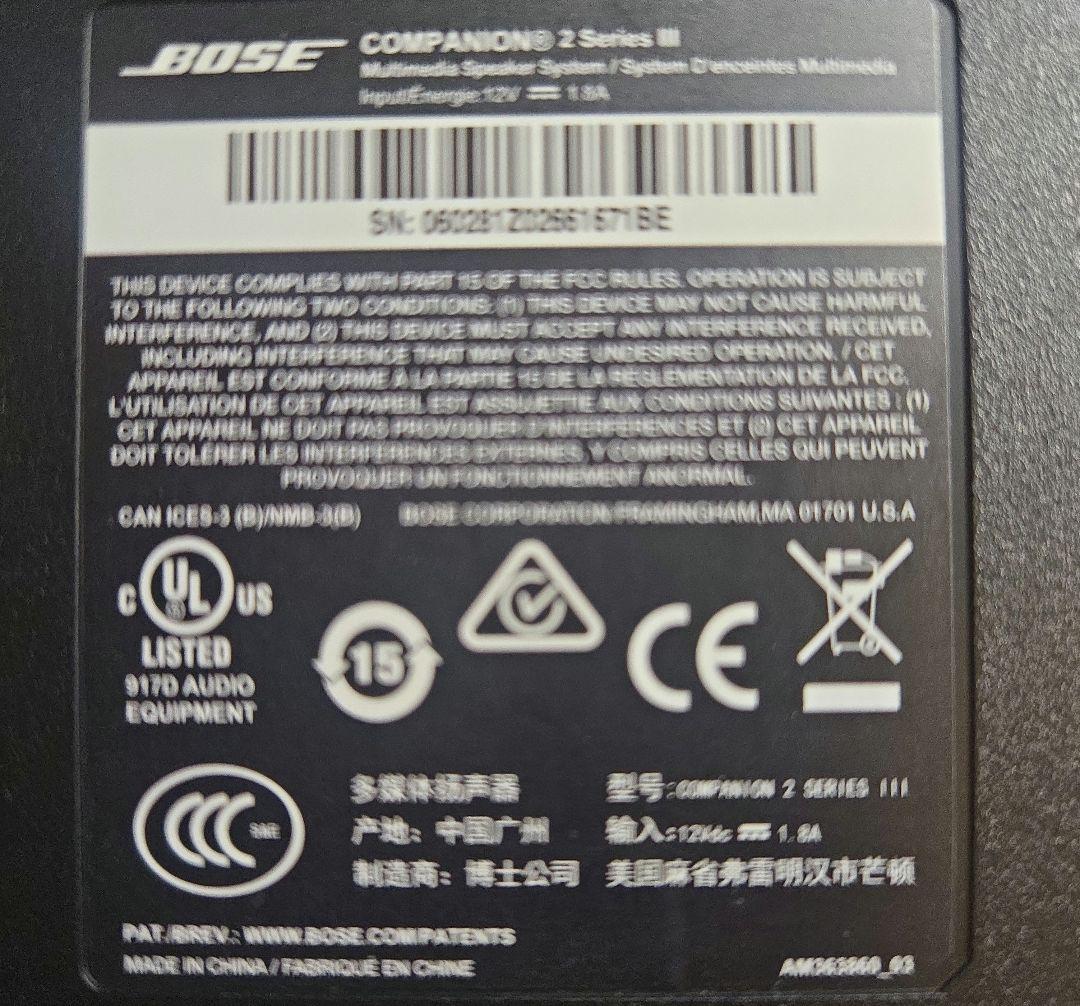 BOSE COMPANION® 2 Series III
Multimedia Speaker System / System D'enceintes Multimedia
Input/Energie: 12V ⎓ 1.8A
SN: 060281Z02661671BE
THIS DEVICE COMPLIES WITH PART 15 OF THE FCC RULES. OPERATION IS SUBJECT
TO THE FOLLOWING TWO CONDITIONS: (1) THIS DEVICE MAY NOT CAUSE HARMFUL
INTERFERENCE, AND (2) THIS DEVICE MUST ACCEPT ANY INTERFERENCE RECEIVED,
INCLUDING INTERFERENCE THAT MAY CAUSE UNDESIRED OPERATION. / CET
APPAREIL EST CONFORME À LA PARTIE 15 DE LA RÉGLEMENTATION DE LA FCC.
L'UTILISATION DE CET APPAREIL EST ASSUJETTIE AUX CONDITIONS SUIVANTES : (1)
CET APPAREIL NE DOIT PAS PROVOQUER D'INTERFÉRENCES ET (2) CET APPAREIL
DOIT TOLÉRER LES INTERFÉRENCES EXTERNES, Y COMPRIS CELLES QUI PEUVENT
PROVOQUER UN FONCTIONNEMENT ANORMAL.
CAN ICES-3 (B)/NMB-3(B) BOSE CORPORATION FRAMINGHAM, MA 01701 U.S.A
C UL US
LISTED
917D AUDIO
EQUIPMENT
15
CE
CCC S&E
多媒体扬声器 型号:COMPANION 2 SERIES III
产地：中国广州 输入:12Vdc ⎓ 1.8A
制造商：博士公司 美国麻省弗雷明汉市芒顿
PAT./BREV.: WWW.BOSE.COM/PATENTS
MADE IN CHINA / FABRIQUÉ EN CHINE AM363860_03